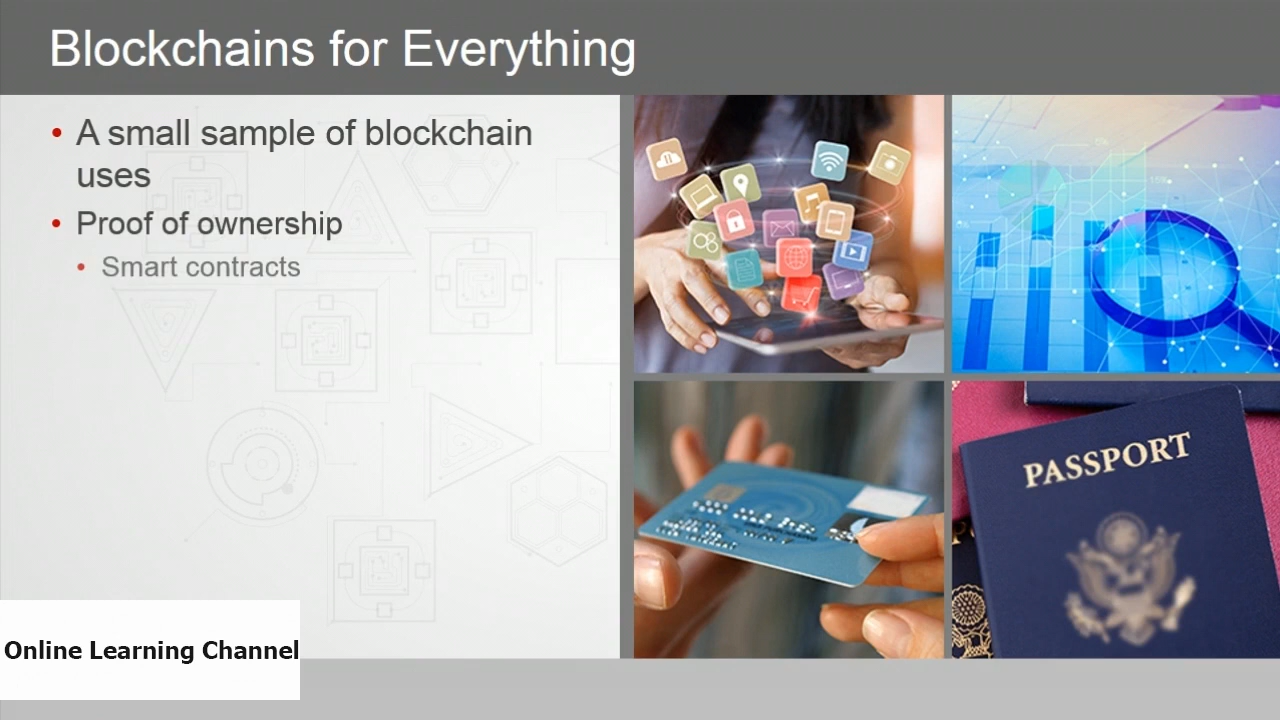 Blockchains for Everything
A small sample of blockchain
uses
Proof of ownership
Smart contracts
PASSPORT
Online Learning Channel